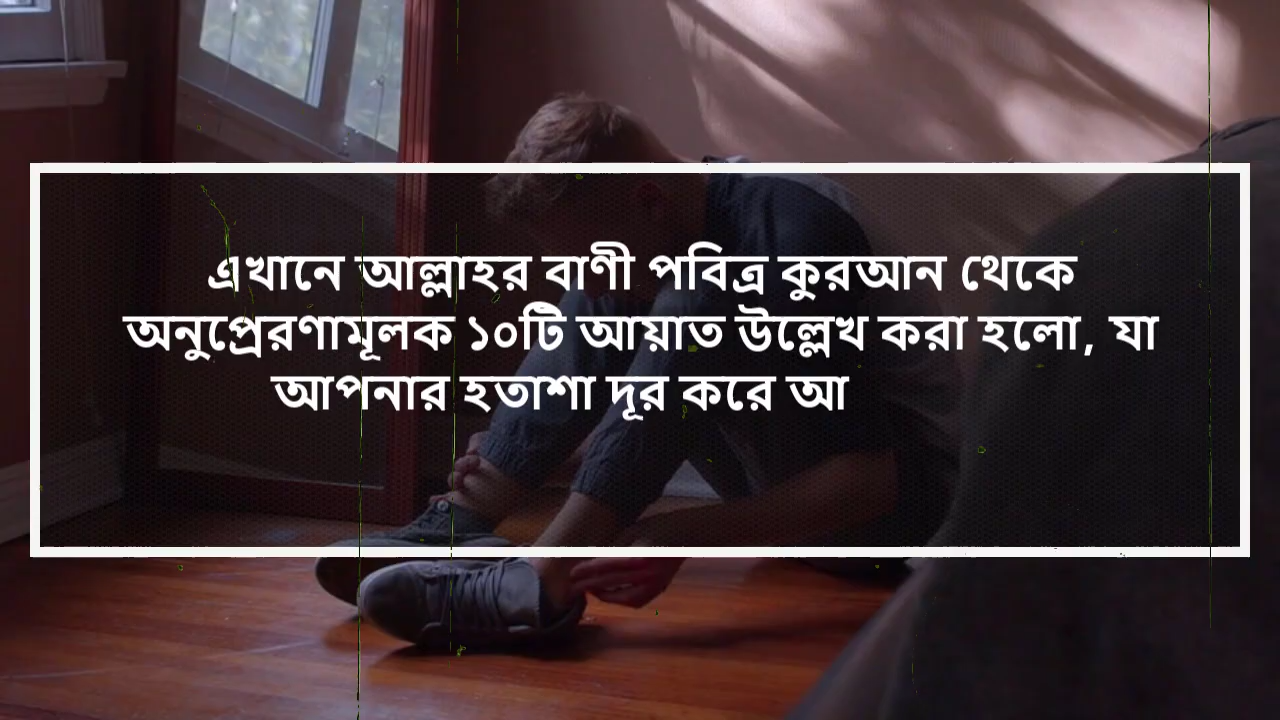 এখানে আল্লাহর বাণী পবিত্র কুরআন থেকে
অনুপ্রেরণামূলক ১০টি আয়াত উল্লেখ করা হলো, যা
আপনার হতাশা দূর করে আ